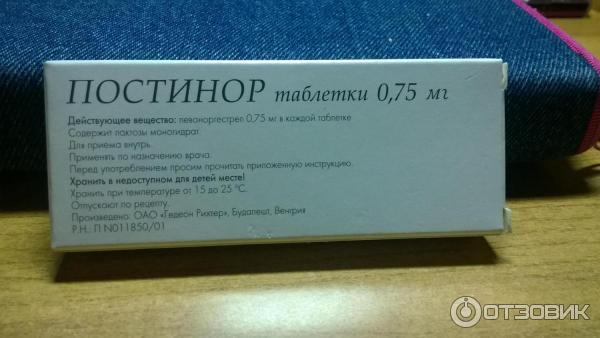 ПОСТИНОР таблетки 0,75 мг
Действующее вещество: левоноргестрел 0,75 мг в каждой таблетке
Содержит лактозы моногидрат.
Для приема внутрь.
Применять по назначению врача.
Перед употреблением просим прочитать приложенную инструкцию.
Хранить в недоступном для детей месте!
Хранить при температуре от 15 до 25 °C.
Отпускают по рецепту.
Произведено: ОАО «Гедеон Рихтер», Будапешт, Венгрия
Р.Н.: П N011850/01
ОТЗОВИК